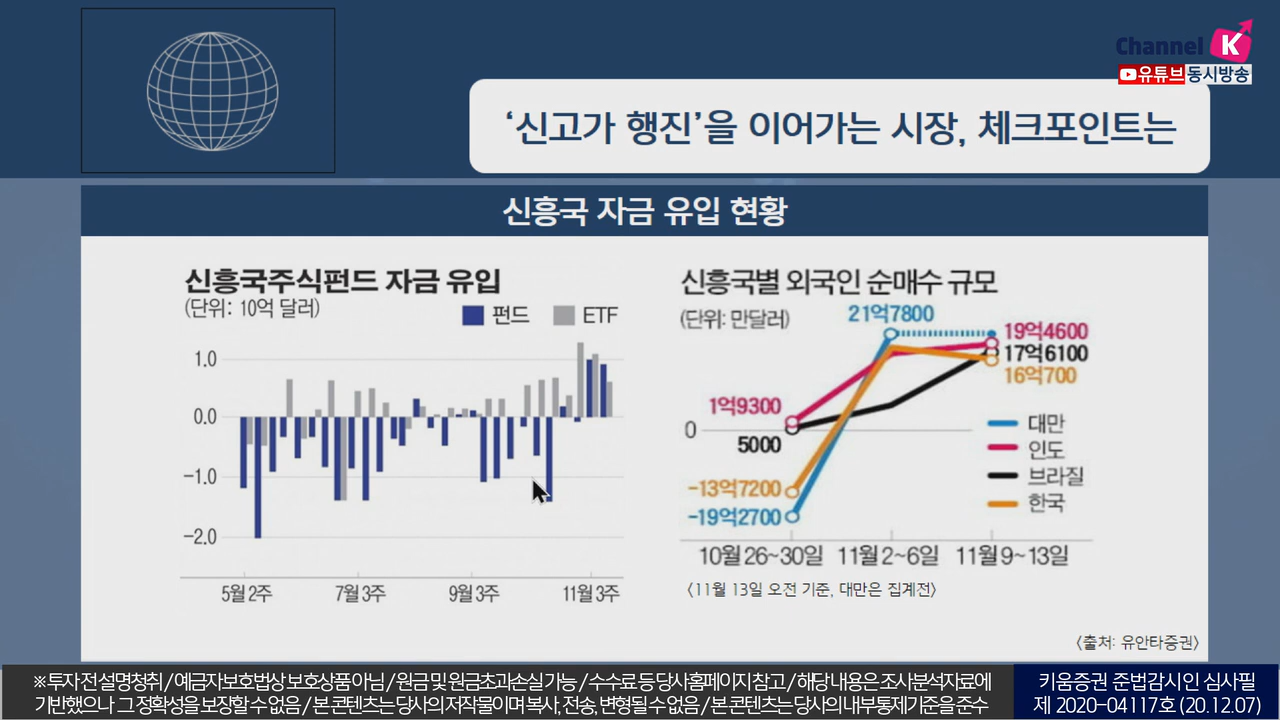 Channel K
유튜브동시방송
‘신고가 행진’을 이어가는 시장, 체크포인트는
신흥국 자금 유입 현황
신흥국주식펀드 자금 유입
(단위: 10억 달러)
펀드 ETF
1.0
0.0
-1.0
-2.0
5월 2주 7월 3주 9월 3주 11월 3주
신흥국별 외국인 순매수 규모
(단위: 만달러)
21억7800
19억4600
17억6100
16억700
1억9300
0
5000
-13억7200
-19억2700
대만
인도
브라질
한국
10월 26~30일 11월 2~6일 11월 9~13일
〈11월 13일 오전 기준, 대만은 집계전〉
〈출처: 유안타증권〉
※ 투자 전 설명청취 / 예금자보호법상 보호상품 아님 / 원금 및 원금초과손실 가능 / 수수료 등 당사홈페이지 참고 / 해당 내용은 조사분석자료에
기반했으나 그 정확성을 보장할 수 없음 / 본 콘텐츠는 당사의 저작물이며 복사, 전송, 변형될 수 없음 / 본 콘텐츠는 당사의 내부통제기준을 준수
키움증권 준법감시인 심사필
제 2020-04117호 (20.12.07)